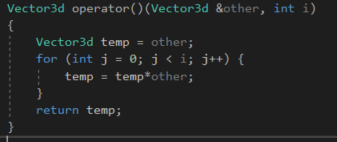 Vector3d operator()(Vector3d &other, int i)
{
Vector3d temp = other;
for (int j = 0; j < i; j++) {
temp = temp*other;
}
return temp;
}